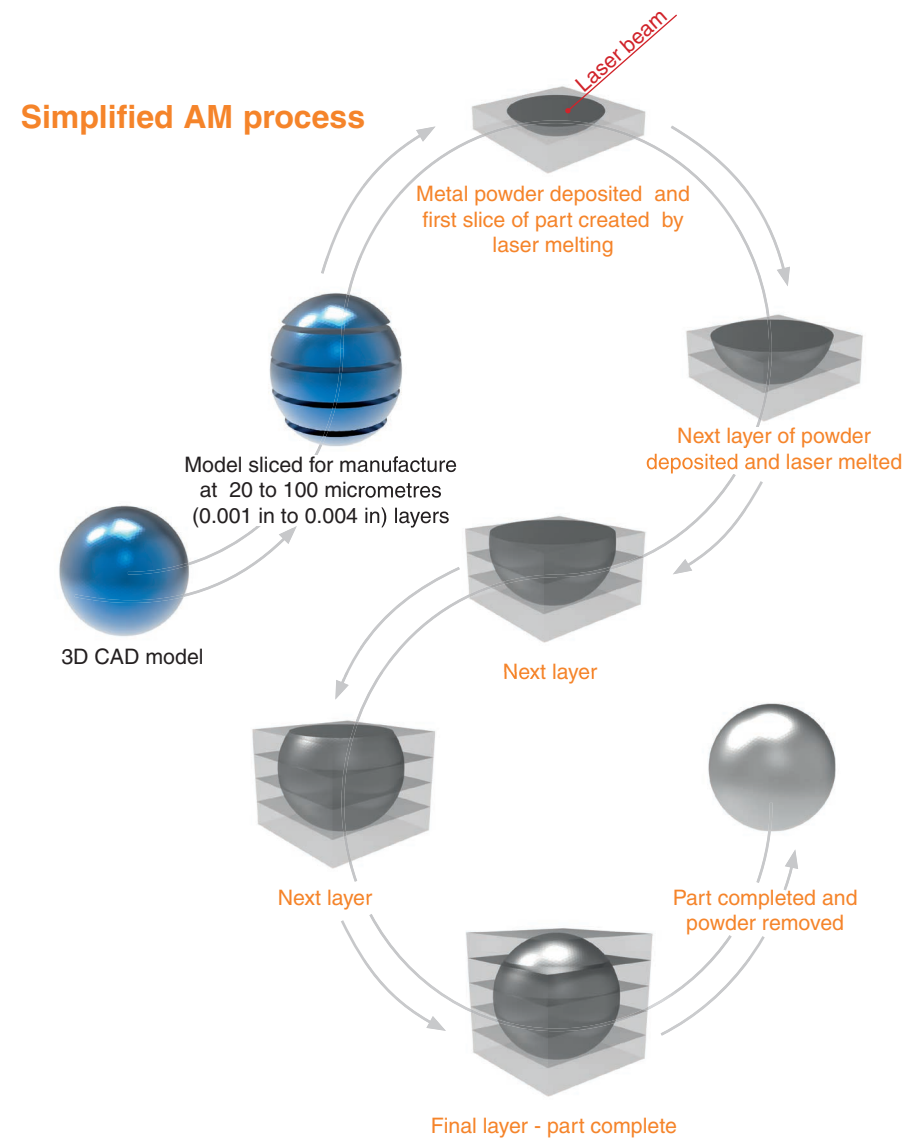 Laser beam
Simplified AM process
Metal powder deposited and
first slice of part created by
laser melting
Next layer of powder
deposited and laser melted
Model sliced for manufacture
at 20 to 100 micrometres
(0.001 in to 0.004 in) layers
3D CAD model
Next layer
Next layer
Part completed and
powder removed
Final layer - part complete